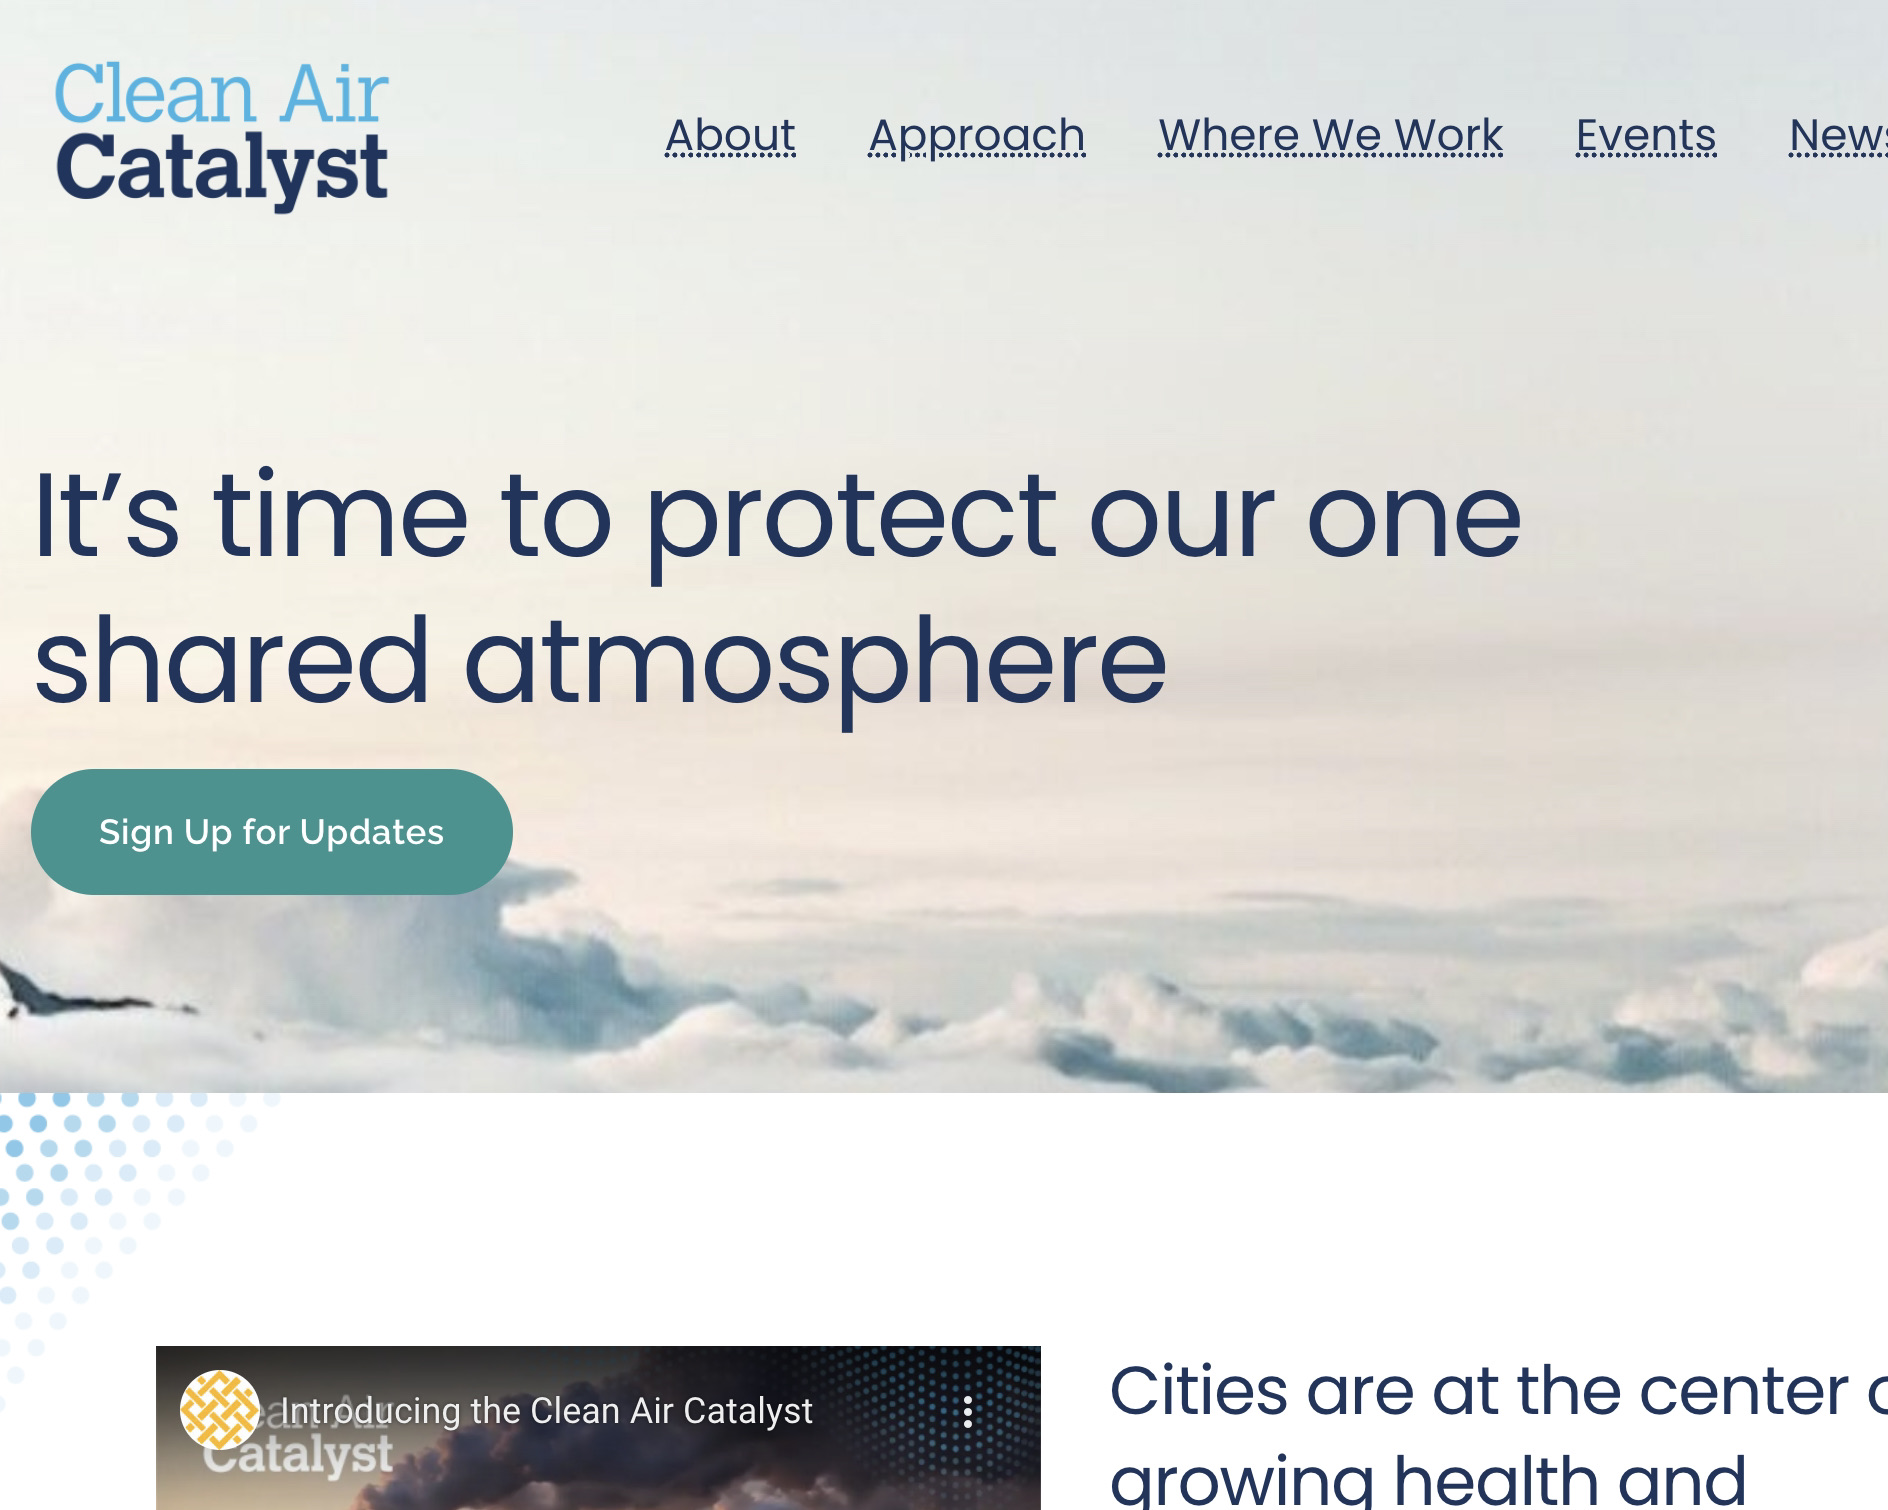 Clean Air
Catalyst
About Approach Where We Work Events News
It’s time to protect our one
shared atmosphere
Sign Up for Updates
Introducing the Clean Air Catalyst
Catalyst
Cities are at the center
growing health and